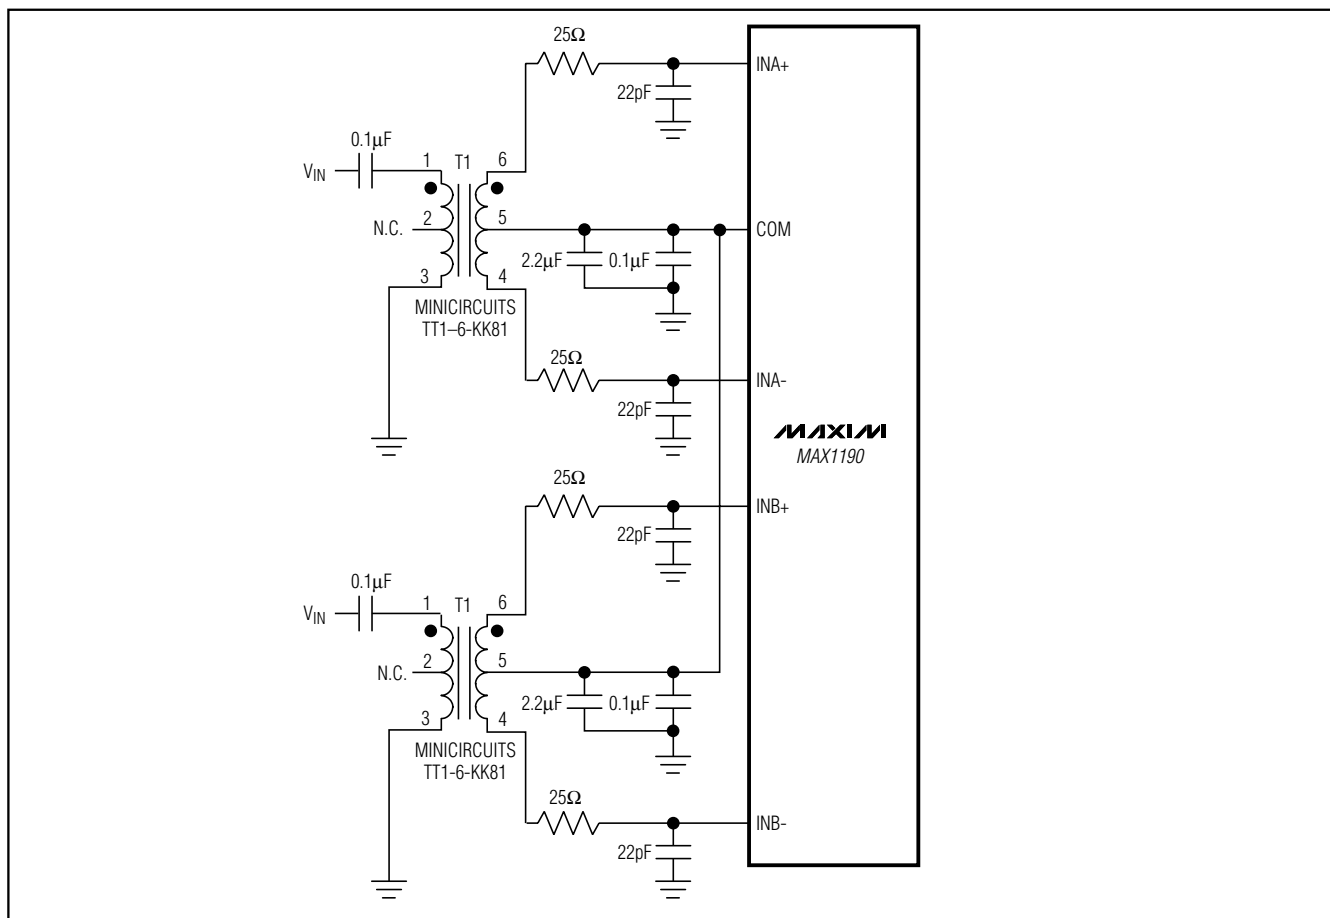 25Ω
INA+
22pF
0.1μF
VIN
1
T1
6
N.C.
2
5
COM
2.2μF
0.1μF
3
4
MINICIRCUITS
TT1–6-KK81
25Ω
INA-
22pF
MAXIM
MAX1190
25Ω
INB+
22pF
0.1μF
VIN
1
T1
6
N.C.
2
5
2.2μF
0.1μF
3
4
MINICIRCUITS
TT1-6-KK81
25Ω
INB-
22pF